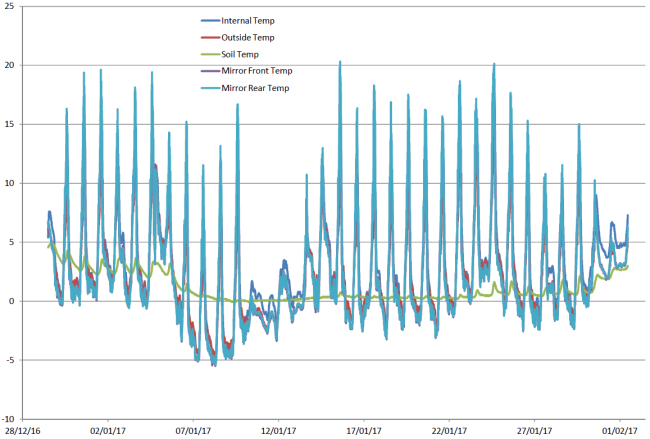 25
Internal Temp
Outside Temp
20
Soil Temp
Mirror Front Temp
Mirror Rear Temp
15
10
5
0
-5
-10
28/12/16 02/01/17 07/01/17 12/01/17 17/01/17 22/01/17 27/01/17 01/02/17